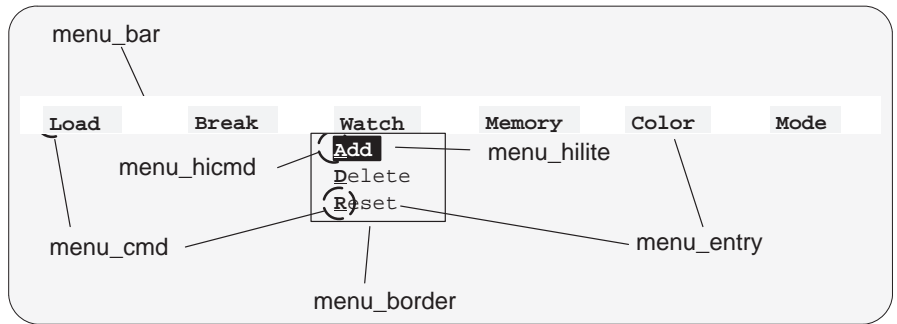 menu_bar
Load Break Watch Memory Color Mode
Add
menu_hilite
menu_hicmd
Delete
Reset
menu_cmd
menu_entry
menu_border